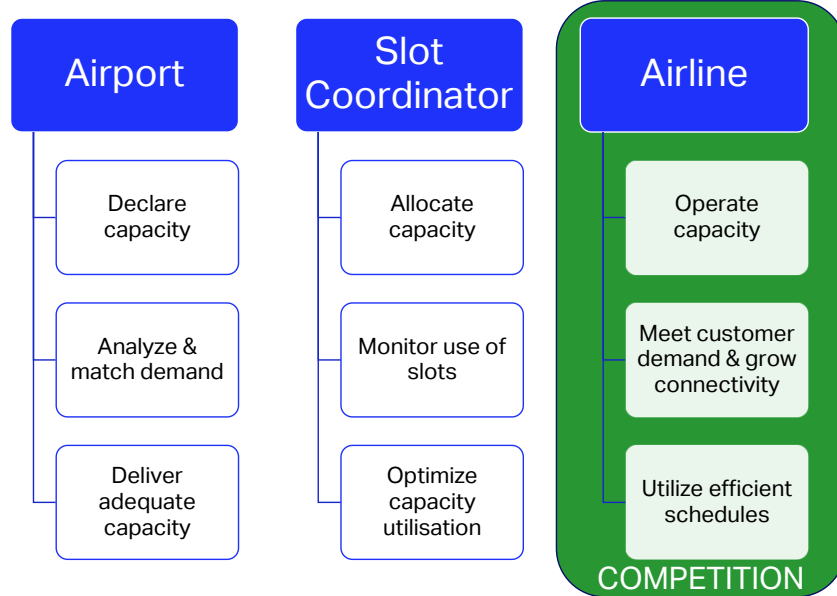 Airport
Declare
capacity
Analyze &
match demand
Deliver
adequate
capacity
Slot
Coordinator
Allocate
capacity
Monitor use of
slots
Optimize
capacity
utilisation
Airline
Operate
capacity
Meet customer
demand & grow
connectivity
Utilize efficient
schedules
COMPETITION